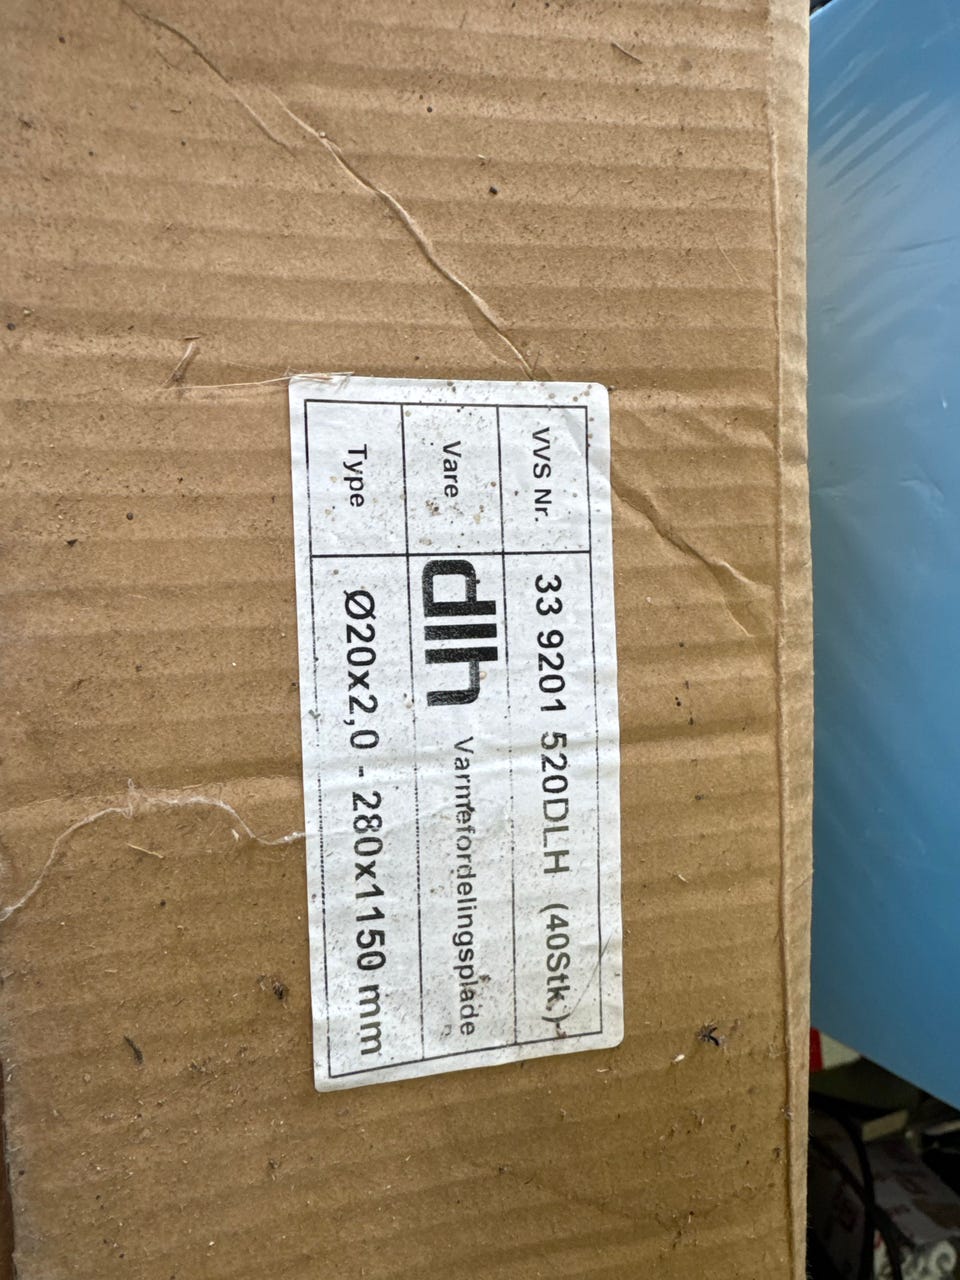 VVS Nr. 33 9201 520DLH (40Stk.)
Vare dlh Varmefordelingsplade
Type Ø20x2,0 - 280x1150 mm